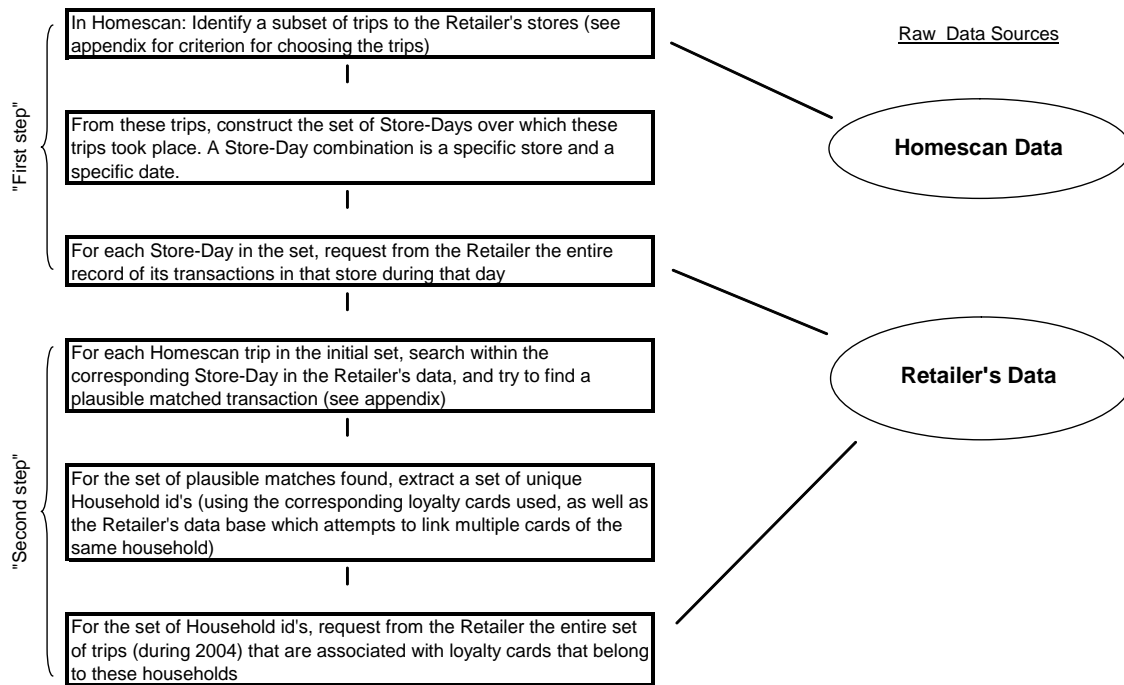 In Homescan: Identify a subset of trips to the Retailer's stores (see
appendix for criterion for choosing the trips)
Raw Data Sources
"First step"
From these trips, construct the set of Store-Days over which these
trips took place. A Store-Day combination is a specific store and a
specific date.
Homescan Data
For each Store-Day in the set, request from the Retailer the entire
record of its transactions in that store during that day
"Second step"
For each Homescan trip in the initial set, search within the
corresponding Store-Day in the Retailer's data, and try to find a
plausible matched transaction (see appendix)
Retailer's Data
For the set of plausible matches found, extract a set of unique
Household id's (using the corresponding loyalty cards used, as well as
the Retailer's data base which attempts to link multiple cards of the
same household)
For the set of Household id's, request from the Retailer the entire set
of trips (during 2004) that are associated with loyalty cards that belong
to these households